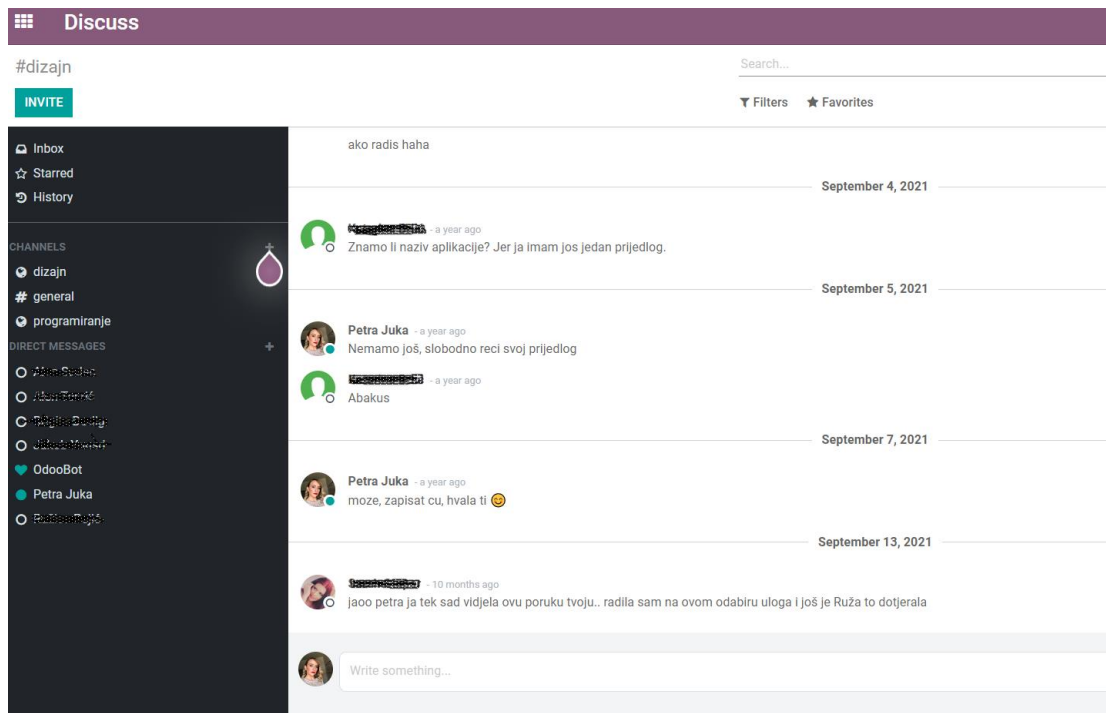 Discuss
#dizajn
Search...
INVITE
Filters
Favorites
Inbox
Starred
History
CHANNELS
+
dizajn
# general
programiranje
DIRECT MESSAGES
+
OdooBot
Petra Juka
ako radis haha
September 4, 2021
- a year ago
Znamo li naziv aplikacije? Jer ja imam jos jedan prijedlog.
September 5, 2021
Petra Juka - a year ago
Nemamo još, slobodno reci svoj prijedlog
- a year ago
Abakus
September 7, 2021
Petra Juka - a year ago
moze, zapisat cu, hvala ti 😊
September 13, 2021
- 10 months ago
jaoo petra ja tek sad vidjela ovu poruku tvoju.. radila sam na ovom odabiru uloga i još je Ruža to dotjerala
Write something...